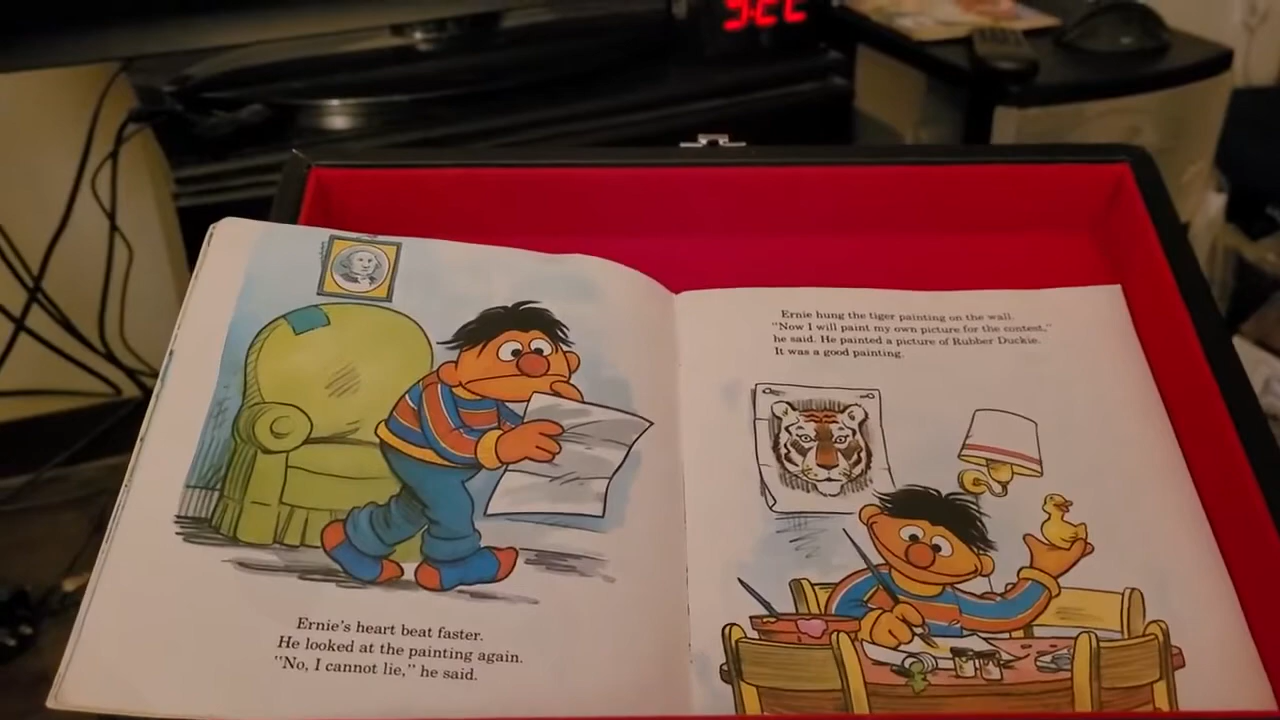 Ernie's heart beat faster.
He looked at the painting again.
"No, I cannot lie," he said.
Ernie hung the tiger painting on the wall.
"Now I will paint my own picture for the contest,"
he said. He painted a picture of Rubber Duckie.
It was a good painting.